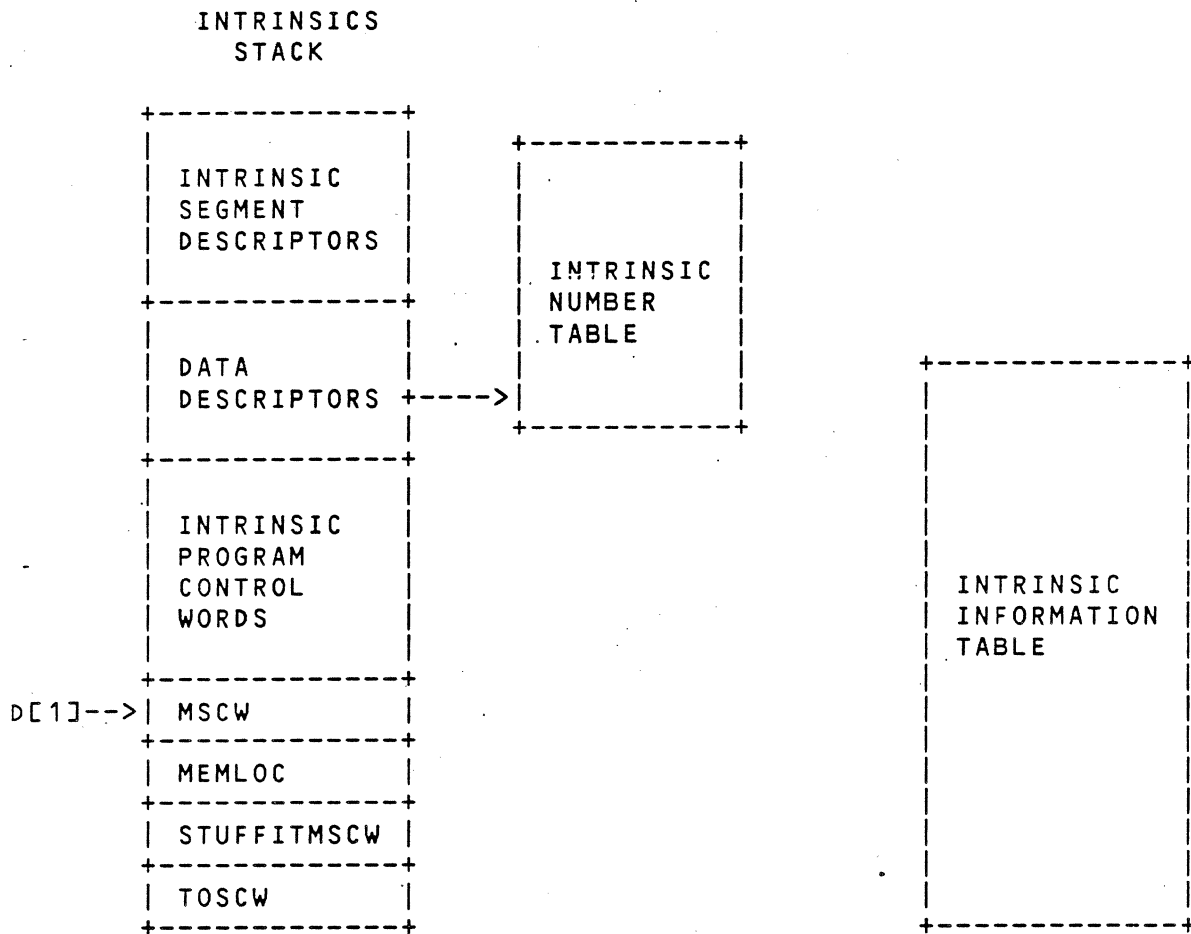 INTRINSICS
STACK
INTRINSIC
SEGMENT
DESCRIPTORS
DATA
DESCRIPTORS
INTRINSIC
PROGRAM
CONTROL
WORDS
D[1]-->
MSCW
MEMLOC
STUFFITMSCW
TOSCW
INTRINSIC
NUMBER
TABLE
INTRINSIC
INFORMATION
TABLE